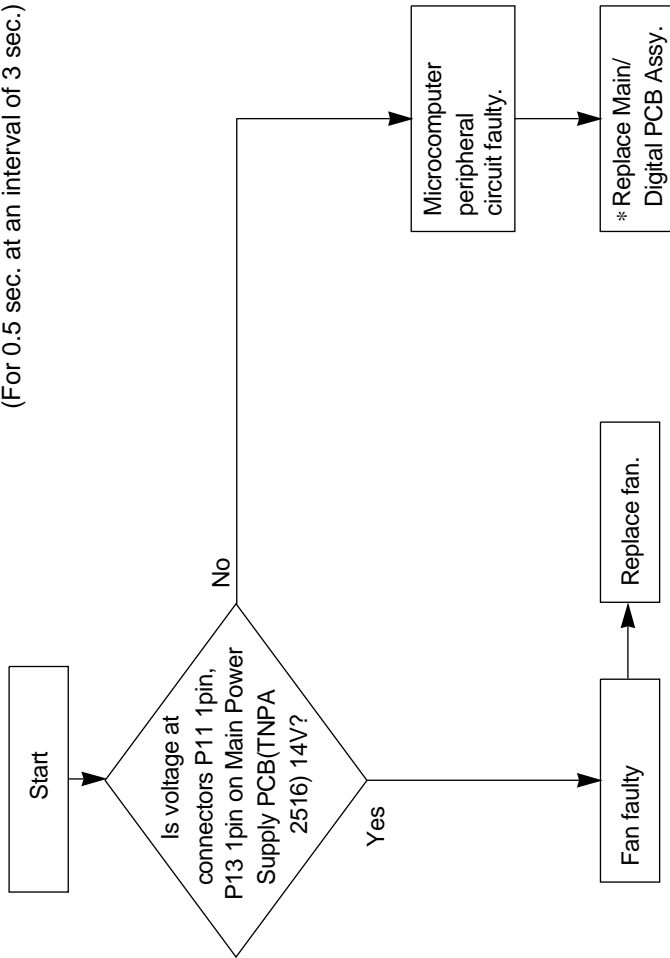 (For 0.5 sec. at an interval of 3 sec.)
Start
Is voltage at
connectors P11 1pin,
P13 1pin on Main Power
Supply PCB(TNPA
2516) 14V?
No
Yes
Microcomputer
peripheral
circuit faulty.
* Replace Main/
Digital PCB Assy.
Fan faulty
Replace fan.